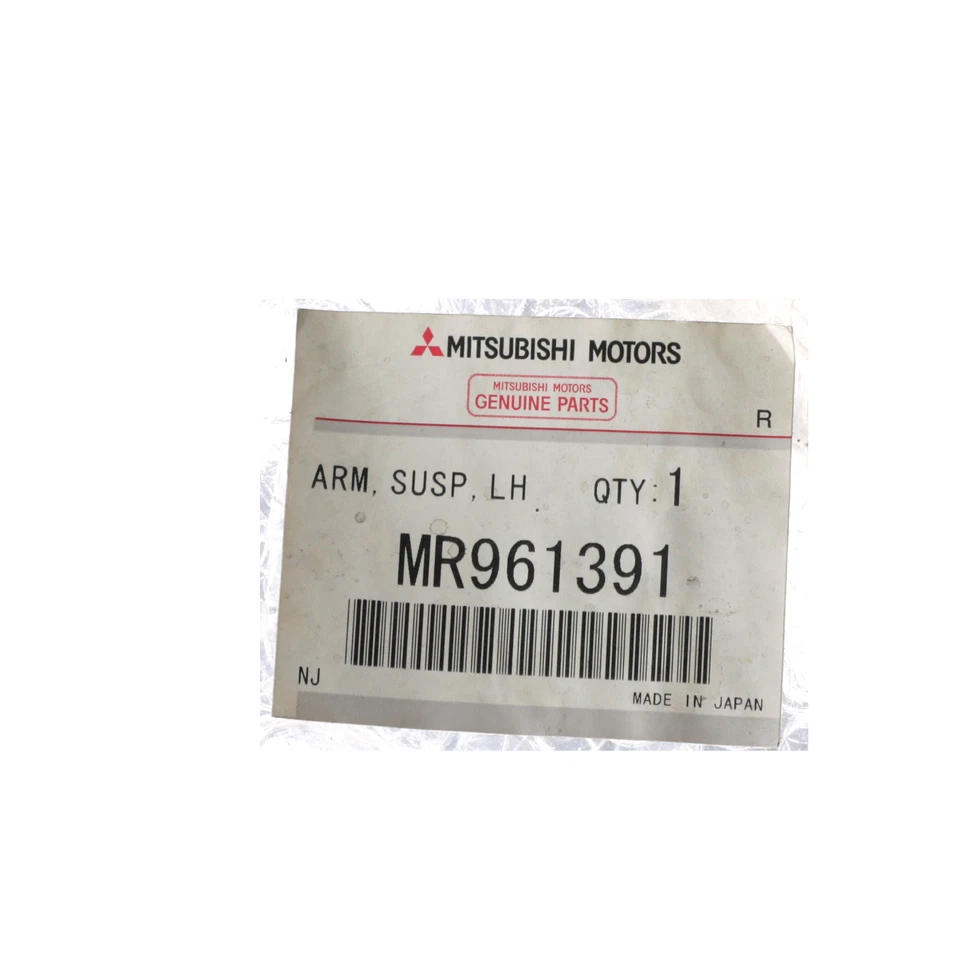 MITSUBISHI MOTORS
MITSUBISHI MOTORS
GENUINE PARTS
R
ARM, SUSP, LH QTY: 1
MR961391
NJ
MADE IN JAPAN